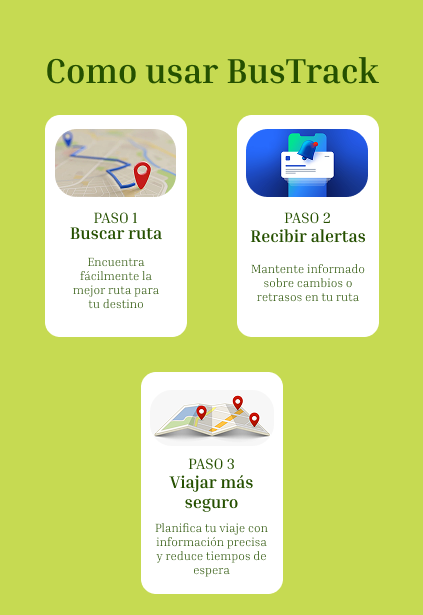 Como usar BusTrack
PASO 1
Buscar ruta
Encuentra
fácilmente la
mejor ruta para
tu destino
PASO 2
Recibir alertas
Mantente informado
sobre cambios o
retrasos en tu ruta
PASO 3
Viajar más
seguro
Planifica tu viaje con
información precisa
y reduce tiempos de
espera